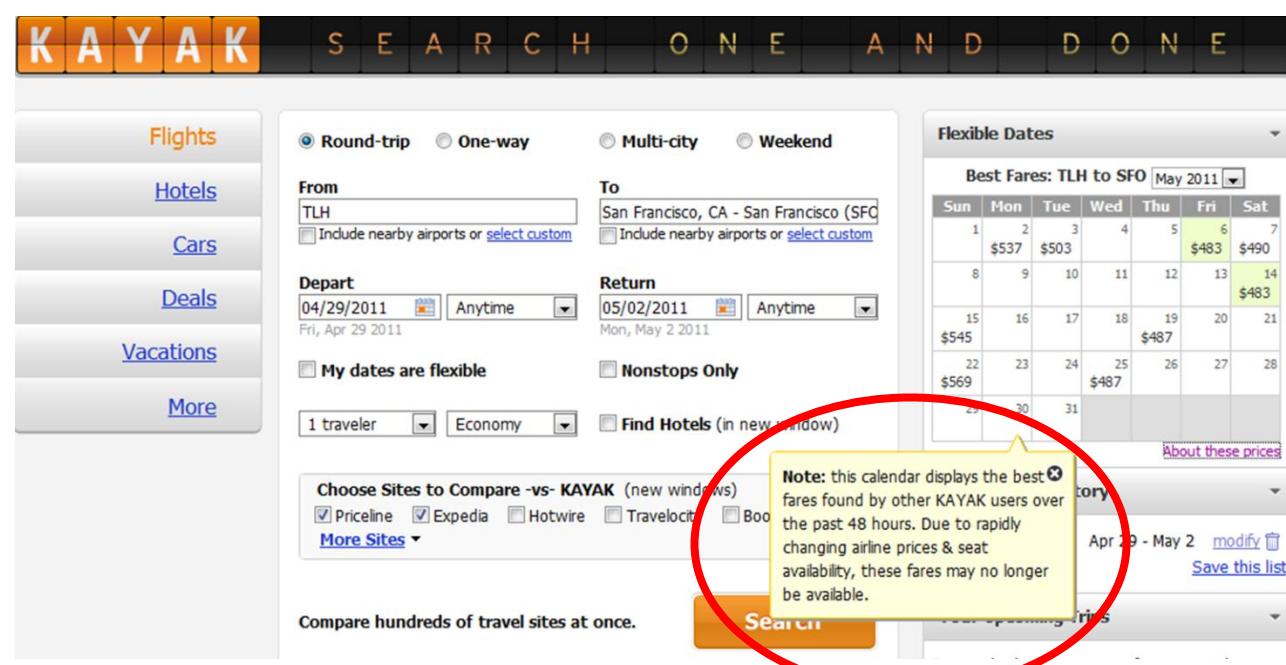 KAYAK SEARCH ONE AND DONE
Flights
Hotels
Cars
Deals
Vacations
More
Round-trip One-way Multi-city Weekend
From To
TLH San Francisco, CA - San Francisco (SFO
Include nearby airports or select custom Include nearby airports or select custom
Depart Return
04/29/2011 Anytime 05/02/2011 Anytime
Fri, Apr 29 2011 Mon, May 2 2011
My dates are flexible Nonstops Only
1 traveler Economy Find Hotels (in new window)
Choose Sites to Compare -vs- KAYAK (new windows)
Priceline Expedia Hotwire Travelocit Boo
More Sites
Compare hundreds of travel sites at once. Search
Flexible Dates
Best Fares: TLH to SFO May 2011
Sun Mon Tue Wed Thu Fri Sat
1 2 3 4 5 6 7
$537 $503 $483 $490
8 9 10 11 12 13 14
$483
15 16 17 18 19 20 21
$545 $487
22 23 24 25 26 27 28
$569 $487
29 30 31
About these prices
Note: this calendar displays the best
fares found by other KAYAK users over
the past 48 hours. Due to rapidly
changing airline prices & seat
availability, these fares may no longer
be available.
tory
Apr 29 - May 2 modify
Save this list